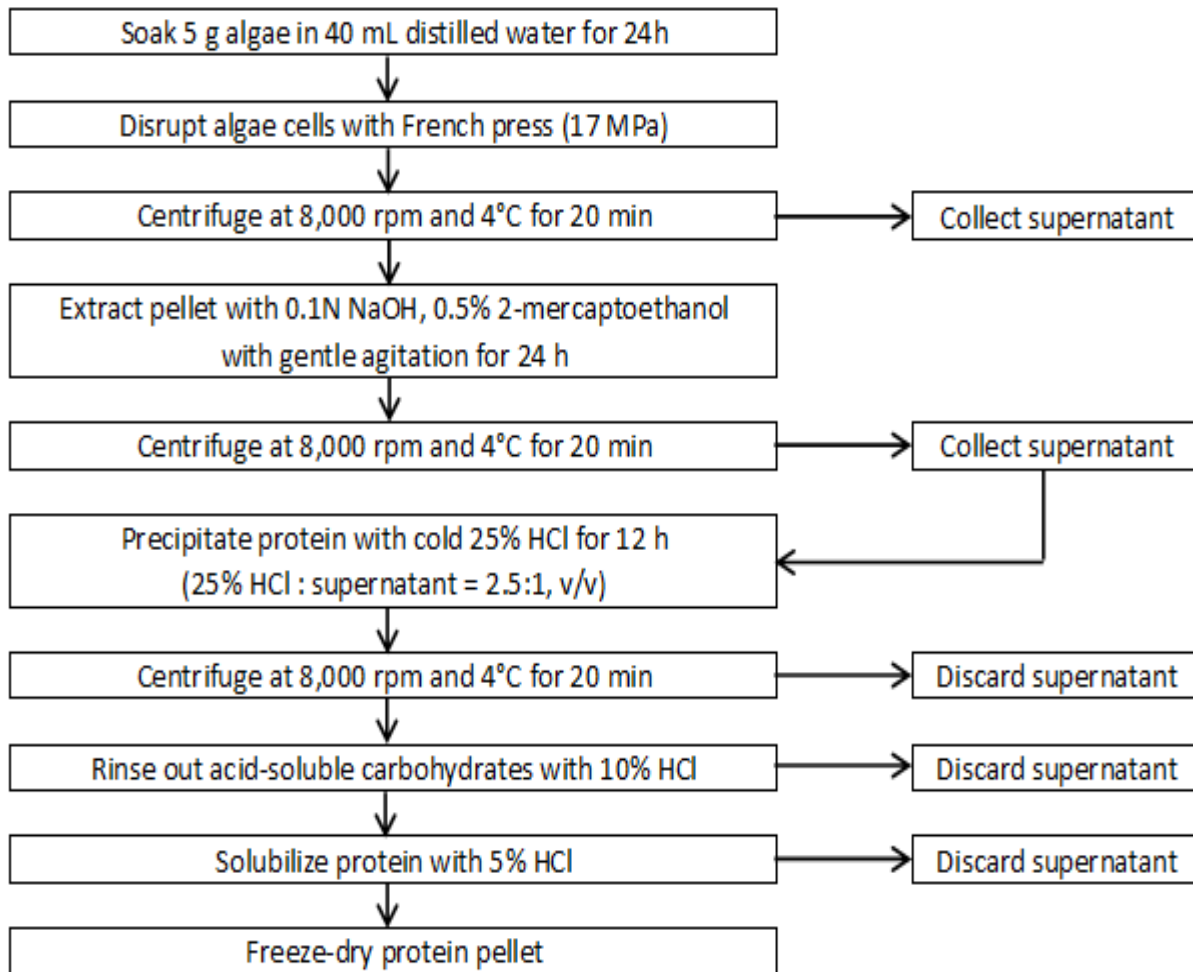 Soak 5 g algae in 40 mL distilled water for 24h
Disrupt algae cells with French press (17 MPa)
Centrifuge at 8,000 rpm and 4°C for 20 min
Collect supernatant
Extract pellet with 0.1N NaOH, 0.5% 2-mercaptoethanol
with gentle agitation for 24 h
Centrifuge at 8,000 rpm and 4°C for 20 min
Collect supernatant
Precipitate protein with cold 25% HCl for 12 h
(25% HCl : supernatant = 2.5:1, v/v)
Centrifuge at 8,000 rpm and 4°C for 20 min
Discard supernatant
Rinse out acid-soluble carbohydrates with 10% HCl
Discard supernatant
Solubilize protein with 5% HCl
Discard supernatant
Freeze-dry protein pellet